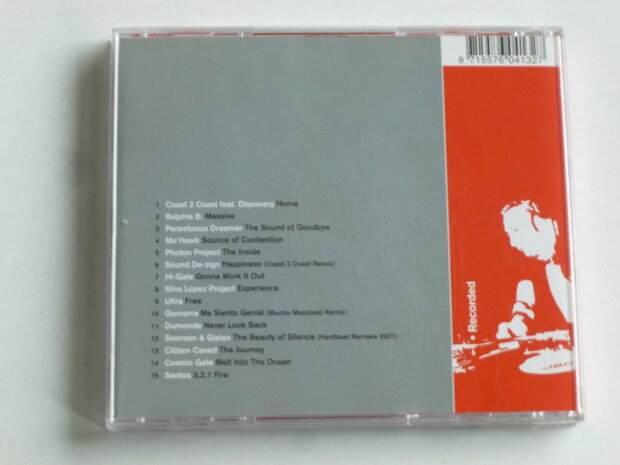 8 715576 041327
1 Coast 2 Coast feat. Discovery Home
2 Ralphie B. Massive
3 Perpetuous Dreamer The Sound of Goodbye
4 Mo'Hawk Source of Contention
5 Photon Project The Inside
6 Sound De-zign Happiness (Coast 2 Coast Remix)
7 Hi-Gate Gonna Work It Out
8 Nino Lopez Project Experience
9 Ultra Free
10 Gomorra Me Siento Genial (Mucho Mezclado Remix)
11 Dumonde Never Look Back
12 Svenson & Gielen The Beauty of Silence (Hardbeat Remake 2001)
13 Citizen Caned The Journey
14 Cosmic Gate Melt Into The Ocean
15 Santos 3,2,1 Fire
• Recorded